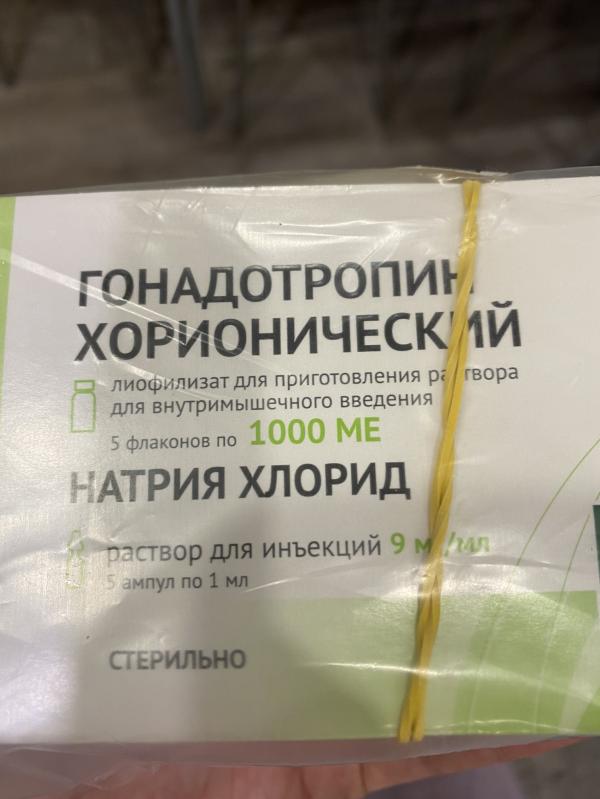 ГОНАДОТРОПИН
ХОРИОНИЧЕСКИЙ
лиофилизат для приготовления раствора
для внутримышечного введения
5 флаконов по 1000 МЕ
НАТРИЯ ХЛОРИД
раствор для инъекций 9 мг/мл
5 ампул по 1 мл
СТЕРИЛЬНО